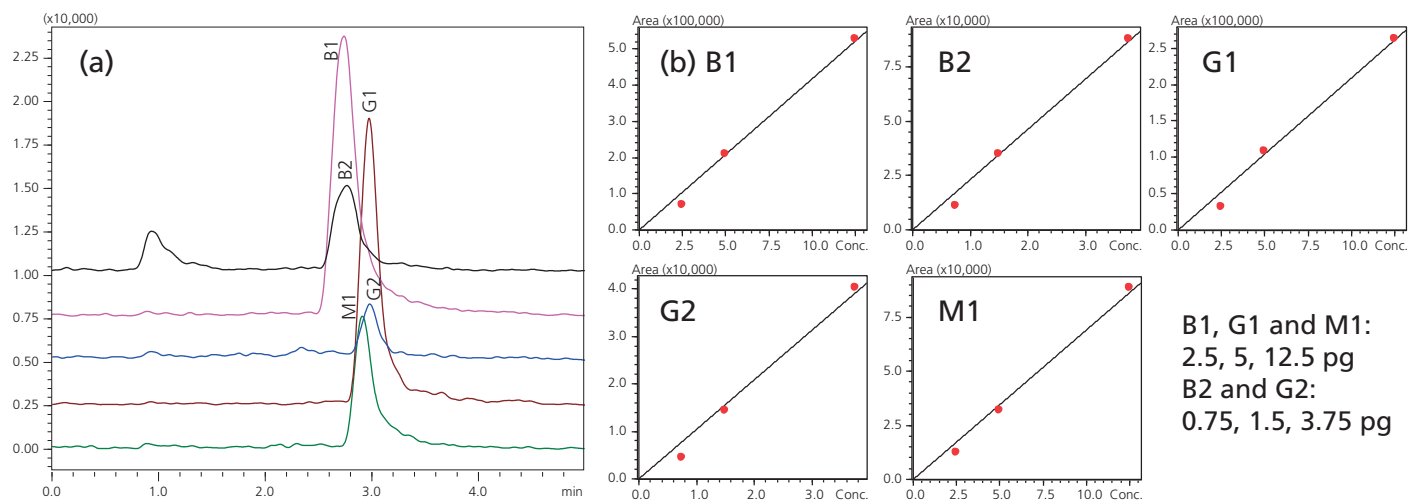 (x10,000)
(a)
2.25
2.00
1.75
1.50
1.25
1.00
0.75
0.50
0.25
0.00
0.0
1.0
2.0
3.0
4.0
min
B1
B2
G1
G2
M1
Area (x100,000)
(b) B1
5.0
4.0
3.0
2.0
1.0
0.0
0.0
2.5
5.0
7.5
10.0
Conc.
Area (x10,000)
B2
7.5
5.0
2.5
0.0
0.0
1.0
2.0
3.0
Conc.
Area (x100,000)
G1
2.5
2.0
1.5
1.0
0.5
0.0
0.0
2.5
5.0
7.5
10.0
Conc.
Area (x10,000)
G2
4.0
3.0
2.0
1.0
0.0
0.0
1.0
2.0
3.0
Conc.
Area (x10,000)
M1
7.5
5.0
2.5
0.0
0.0
2.5
5.0
7.5
10.0
Conc.
B1, G1 and M1:
2.5, 5, 12.5 pg
B2 and G2:
0.75, 1.5, 3.75 pg